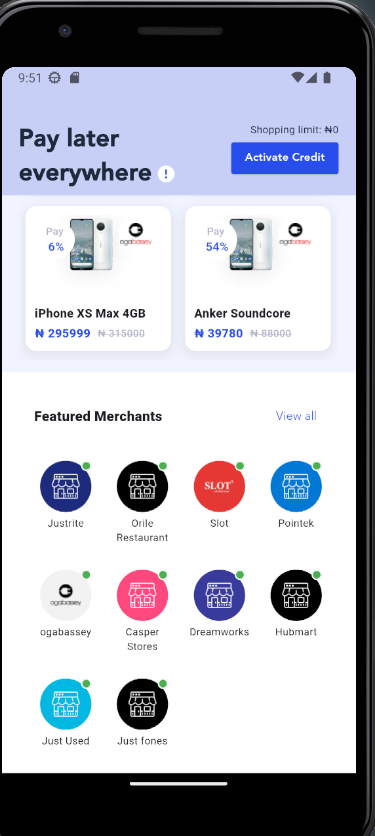 9:51
Pay later
everywhere !
Shopping limit: ₦0
Activate Credit
Pay
6%
ogabassey
iPhone XS Max 4GB
₦ 295999 ₦ 315000
Pay
54%
ogabassey
Anker Soundcore
₦ 39780 ₦ 88000
Featured Merchants
View all
Justrite
Orile
Restaurant
SLOT
Slot
Pointek
ogabassey
ogabassey
Casper
Stores
Dreamworks
Hubmart
Just Used
Just fones